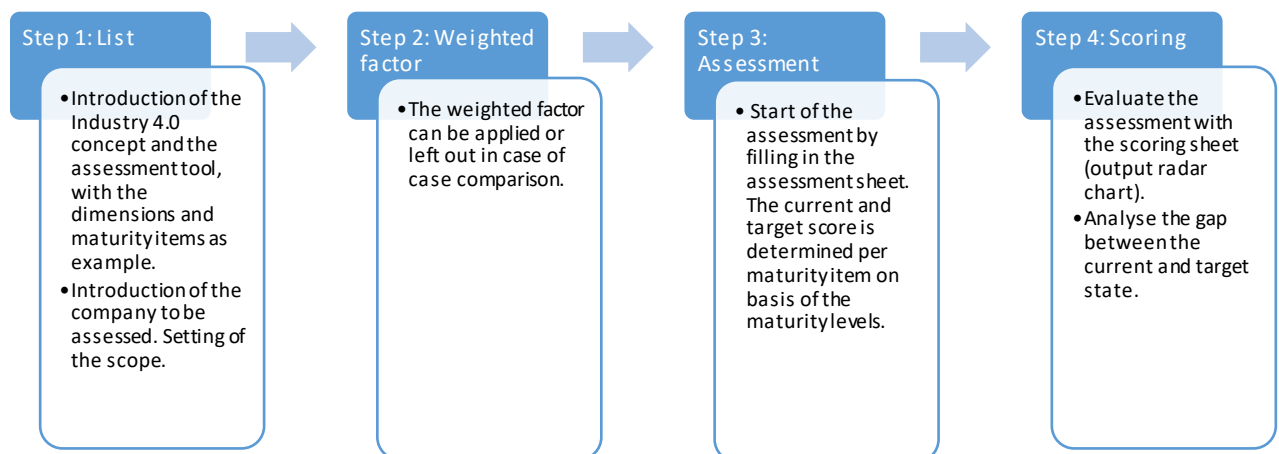 Step 1: List
•Introduction of the
Industry 4.0
concept and the
assessment tool,
with the
dimensions and
maturity items as
example.
•Introduction of the
company to be
assessed. Setting of
the scope.
Step 2: Weighted
factor
•The weighted factor
can be applied or
left out in case of
case comparison.
Step 3:
Assessment
• Start of the
assessment by
filling in the
assessment sheet.
The current and
target score is
determined per
maturity item on
basis of the
maturity levels.
Step 4: Scoring
•Evaluate the
assessment with
the scoring sheet
(output radar
chart).
•Analyse the gap
between the
current and target
state.